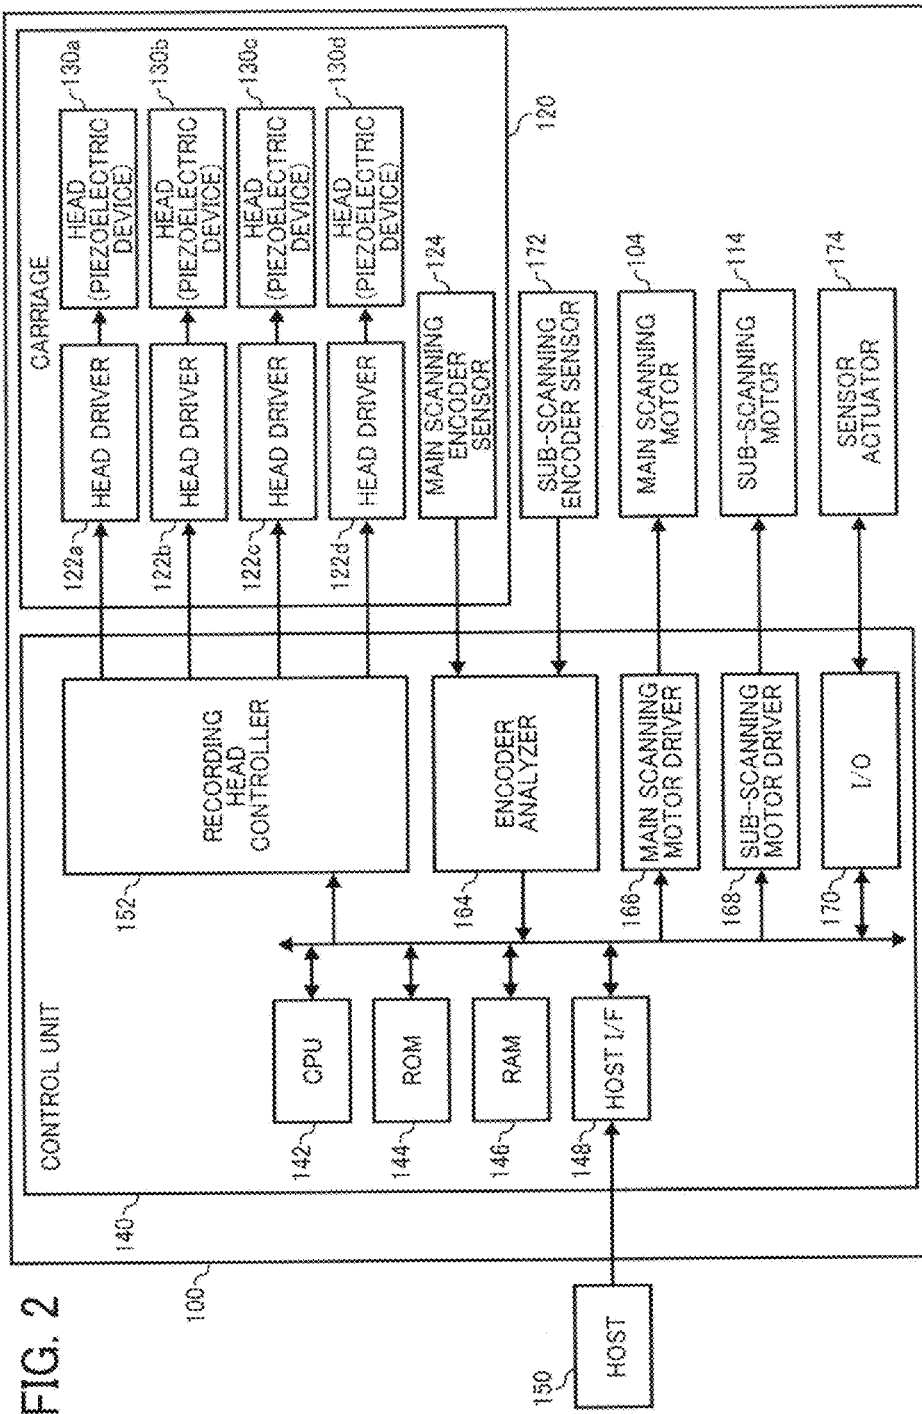 FIG. 2
100
140
CONTROL UNIT
150
HOST
142
CPU
144
ROM
146
RAM
148
HOST I/F
152
RECORDING
HEAD
CONTROLLER
164
ENCODER
ANALYZER
166
MAIN SCANNING
MOTOR DRIVER
168
SUB-SCANNING
MOTOR DRIVER
170
I/O
CARRIAGE
120
122a
HEAD DRIVER
130a
HEAD
(PIEZOELECTRIC
DEVICE)
122b
HEAD DRIVER
130b
HEAD
(PIEZOELECTRIC
DEVICE)
122c
HEAD DRIVER
130c
HEAD
(PIEZOELECTRIC
DEVICE)
122d
HEAD DRIVER
130d
HEAD
(PIEZOELECTRIC
DEVICE)
124
MAIN SCANNING
ENCODER
SENSOR
172
SUB-SCANNING
ENCODER SENSOR
104
MAIN SCANNING
MOTOR
114
SUB-SCANNING
MOTOR
174
SENSOR
ACTUATOR